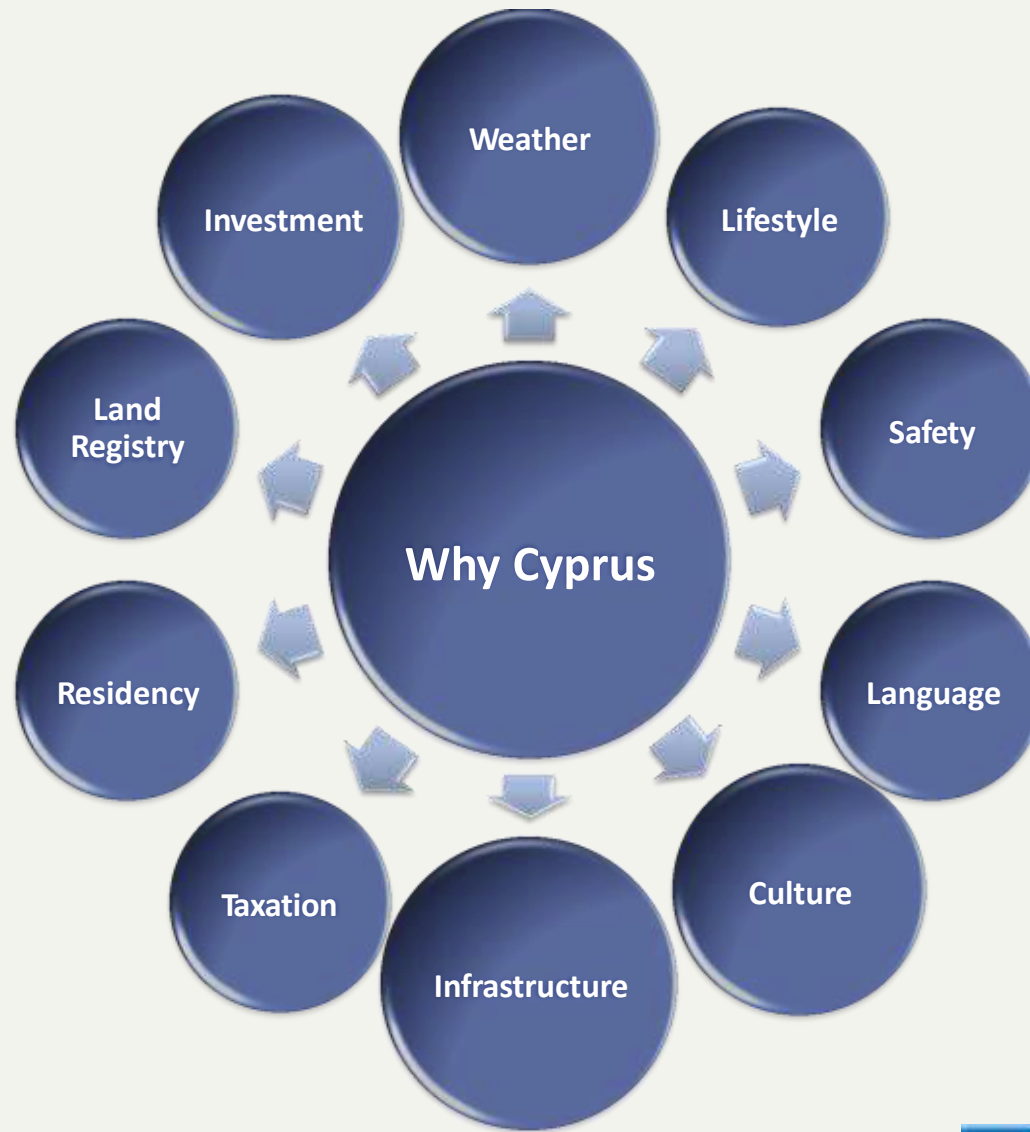 Weather
Investment
Lifestyle
Land
Registry
Safety
Why Cyprus
Residency
Language
Taxation
Culture
Infrastructure